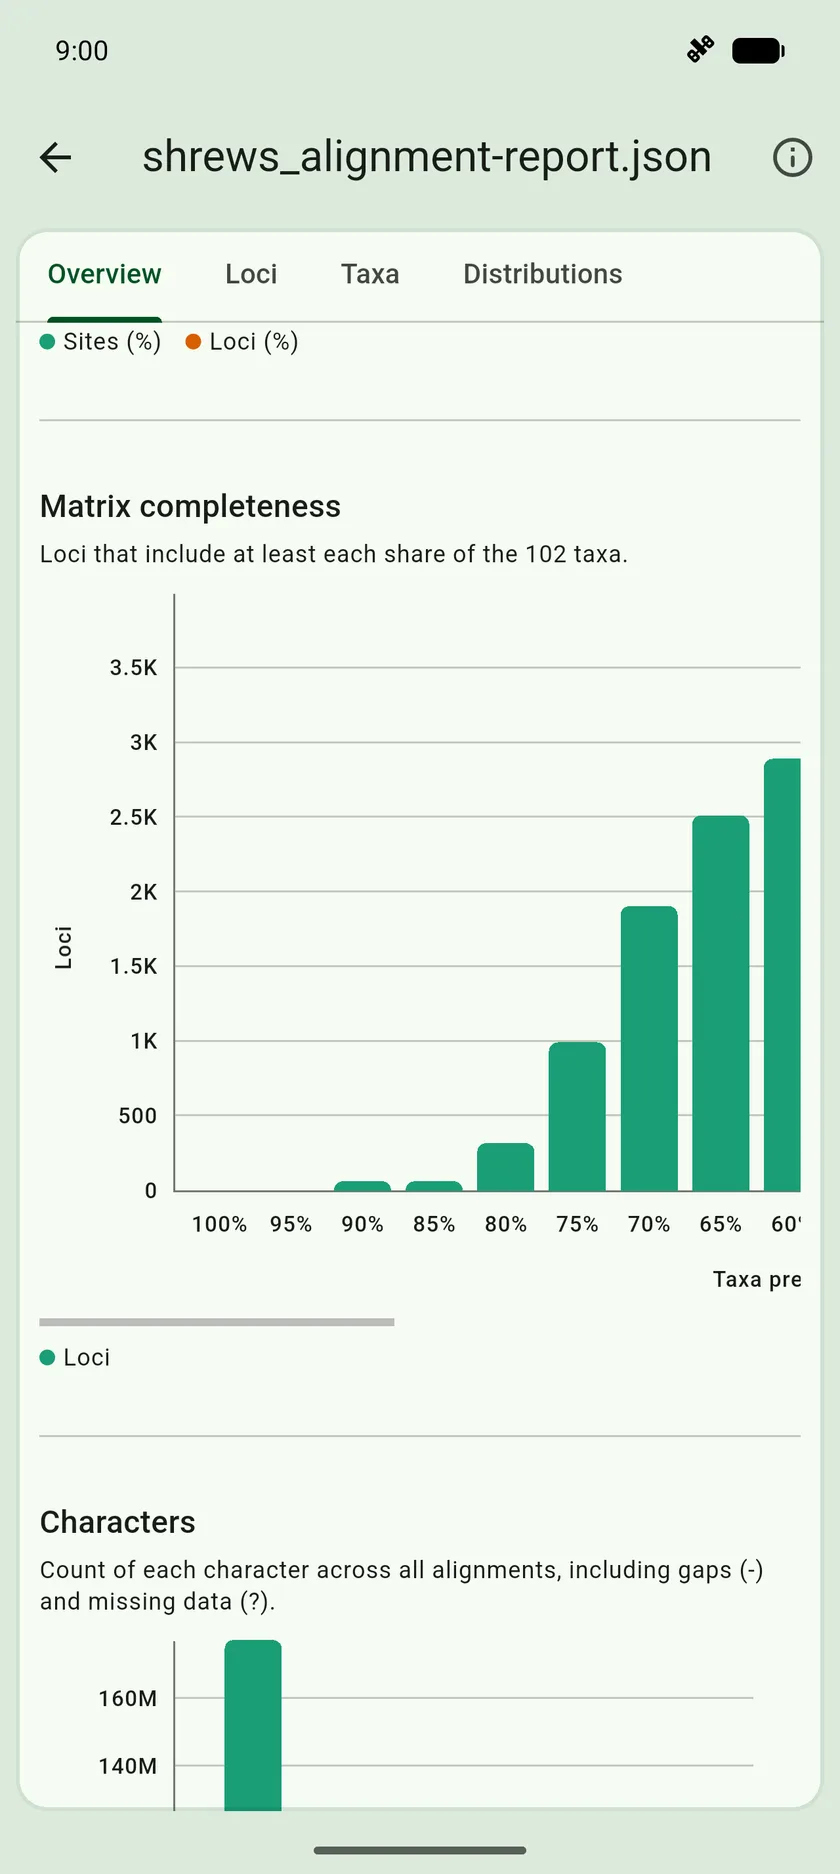 9:00
shrews_alignment-report.json
Overview Loci Taxa Distributions
Sites (%) Loci (%)
Matrix completeness
Loci that include at least each share of the 102 taxa.
3.5K
3K
2.5K
2K
1.5K
1K
500
0
Loci
100% 95% 90% 85% 80% 75% 70% 65% 60
Taxa pre
Loci
Characters
Count of each character across all alignments, including gaps (-)
and missing data (?).
160M
140M